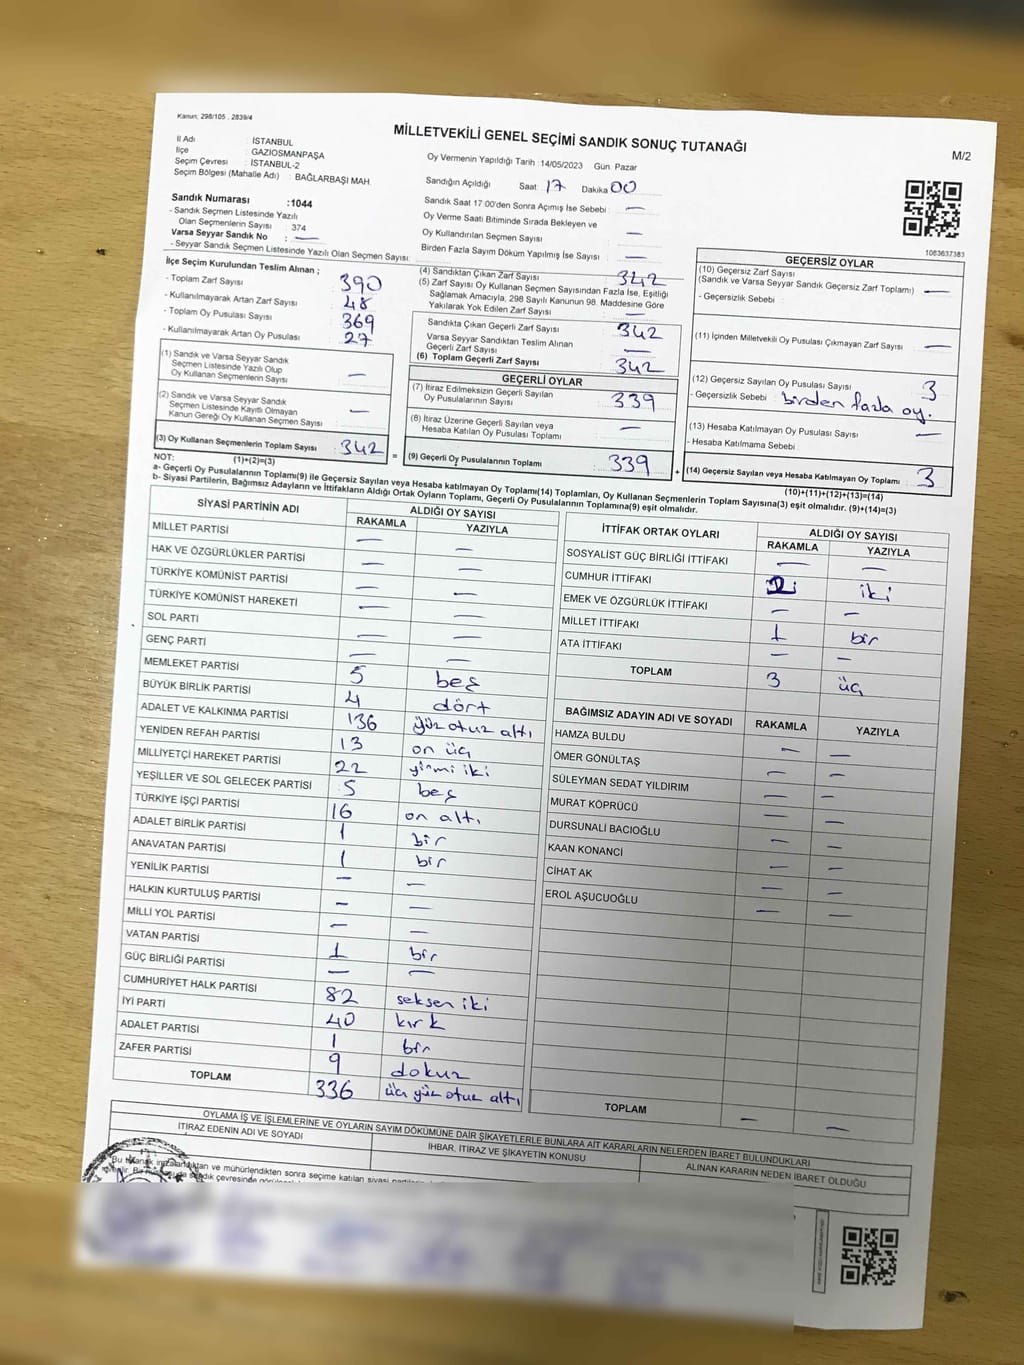 Kanun; 298/105 , 2839/4
MİLLETVEKİLİ GENEL SEÇİMİ SANDIK SONUÇ TUTANAĞI
M/2
İl Adı : İSTANBUL
İlçe : GAZİOSMANPAŞA
Seçim Çevresi : İSTANBUL-2
Seçim Bölgesi (Mahalle Adı) : BAĞLARBAŞI MAH.
Sandık Numarası :1044
- Sandık Seçmen Listesinde Yazılı
Olan Seçmenlerin Sayısı : 374
Varsa Seyyar Sandık No : —
- Seyyar Sandık Seçmen Listesinde Yazılı Olan Seçmen Sayısı:
Oy Vermenin Yapıldığı Tarih :14/05/2023 Gün: Pazar
Sandığın Açıldığı Saat: 17 Dakika 00
Sandık Saat 17:00'den Sonra Açımış İse Sebebi : —
Oy Verme Saati Bitiminde Sırada Bekleyen ve
Oy Kullandırılan Seçmen Sayısı : —
Birden Fazla Sayım Döküm Yapılmış İse Sayısı : —
1083637383
İlçe Seçim Kurulundan Teslim Alınan ;
- Toplam Zarf Sayısı : 390
- Kullanılmayarak Artan Zarf Sayısı : 48
- Toplam Oy Pusulası Sayısı : 369
- Kullanılmayarak Artan Oy Pusulası : 27
(1) Sandık ve Varsa Seyyar Sandık
Seçmen Listesinde Yazılı Olup
Oy Kullanan Seçmenlerin Sayısı : —
(2) Sandık ve Varsa Seyyar Sandık
Seçmen Listesinde Kayıtlı Olmayan
Kanun Gereği Oy Kullanan Seçmen Sayısı : —
(3) Oy Kullanan Seçmenlerin Toplam Sayısı : 342
(1)+(2)=(3)
(4) Sandıktan Çıkan Zarf Sayısı : 342
(5) Zarf Sayısı Oy Kullanan Seçmen Sayısından Fazla İse, Eşitliği
Sağlamak Amacıyla, 298 Sayılı Kanunun 98. Maddesine Göre
Yakılarak Yok Edilen Zarf Sayısı : —
Sandıkta Çıkan Geçerli Zarf Sayısı : 342
Varsa Seyyar Sandıktan Teslim Alınan
Geçerli Zarf Sayısı : —
(6) Toplam Geçerli Zarf Sayısı : 342
GEÇERLİ OYLAR
(7) İtiraz Edilmeksizin Geçerli Sayılan
Oy Pusulalarının Sayısı : 339
(8) İtiraz Üzerine Geçerli Sayılan veya
Hesaba Katılan Oy Pusulası Toplamı : —
= (9) Geçerli Oy Pusulalarının Toplamı : 339 +
GEÇERSİZ OYLAR
(10) Geçersiz Zarf Sayısı
(Sandık ve Varsa Seyyar Sandık Geçersiz Zarf Toplamı) : —
- Geçersizlik Sebebi :
(11) İçinden Milletvekili Oy Pusulası Çıkmayan Zarf Sayısı : —
(12) Geçersiz Sayılan Oy Pusulası Sayısı : 3
- Geçersizlik Sebebi : birden fazla oy.
(13) Hesaba Katılmayan Oy Pusulası Sayısı : —
- Hesaba Katılmama Sebebi
(14) Geçersiz Sayılan veya Hesaba Katılmayan Oy Toplamı : 3
(10)+(11)+(12)+(13)=(14)
NOT:
a- Geçerli Oy Pusulalarının Toplamı(9) ile Geçersiz Sayılan veya Hesaba Katılmayan Oy Toplamı(14) Toplamları, Oy Kullanan Seçmenlerin Toplam Sayısına(3) eşit olmalıdır. (9)+(14)=(3)
b- Siyasi Partilerin, Bağımsız Adayların ve İttifakların Aldığı Ortak Oyların Toplamı, Geçerli Oy Pusulalarının Toplamına(9) eşit olmalıdır.
SİYASİ PARTİNİN ADI ALDIĞI OY SAYISI
RAKAMLA YAZIYLA
MİLLET PARTİSİ — —
HAK VE ÖZGÜRLÜKLER PARTİSİ — —
TÜRKİYE KOMÜNİST PARTİSİ — —
TÜRKİYE KOMÜNİST HAREKETİ — —
SOL PARTİ — —
GENÇ PARTİ — —
MEMLEKET PARTİSİ 5 beş
BÜYÜK BİRLİK PARTİSİ 4 dört
ADALET VE KALKINMA PARTİSİ 136 yüz otuz altı
YENİDEN REFAH PARTİSİ 13 on üç
MİLLİYETÇİ HAREKET PARTİSİ 22 yirmi iki
YEŞİLLER VE SOL GELECEK PARTİSİ 5 beş
TÜRKİYE İŞÇİ PARTİSİ 16 on altı
ADALET BİRLİK PARTİSİ 1 bir
ANAVATAN PARTİSİ 1 bir
YENİLİK PARTİSİ — —
HALKIN KURTULUŞ PARTİSİ — —
MİLLİ YOL PARTİSİ — —
VATAN PARTİSİ 1 bir
GÜÇ BİRLİĞİ PARTİSİ — —
CUMHURİYET HALK PARTİSİ 82 seksen iki
İYİ PARTİ 40 kırk
ADALET PARTİSİ 1 bir
ZAFER PARTİSİ 9 dokuz
TOPLAM 336 üç yüz otuz altı
İTTİFAK ORTAK OYLARI ALDIĞI OY SAYISI
RAKAMLA YAZIYLA
SOSYALİST GÜÇ BİRLİĞİ İTTİFAKI — —
CUMHUR İTTİFAKI 2 iki
EMEK VE ÖZGÜRLÜK İTTİFAKI — —
MİLLET İTTİFAKI 1 bir
ATA İTTİFAKI — —
TOPLAM 3 üç
BAĞIMSIZ ADAYIN ADI VE SOYADI RAKAMLA YAZIYLA
HAMZA BULDU — —
ÖMER GÖNÜLTAŞ — —
SÜLEYMAN SEDAT YILDIRIM — —
MURAT KÖPRÜCÜ — —
DURSUNALİ BACIOĞLU — —
KAAN KONANCİ — —
CİHAT AK — —
EROL AŞUCUOĞLU — —
TOPLAM — —
OYLAMA İŞ VE İŞLEMLERİNE VE OYLARIN SAYIM DÖKÜMÜNE DAİR ŞİKAYETLERLE BUNLARA AİT KARARLARIN NELERDEN İBARET BULUNDUKLARI
İTİRAZ EDENİN ADI VE SOYADI İHBAR, İTİRAZ VE ŞİKAYETİN KONUSU ALINAN KARARIN NEDEN İBARET OLDUĞU
Bu tutanak imzalandıktan ve mühürlendikten sonra seçime katılan siyasi